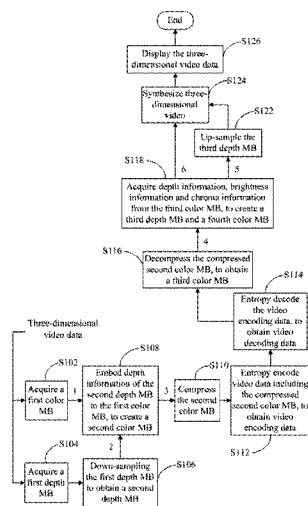 End
S126
Display the three-
dimensional video data
S124
Synthesize three-
dimensional
video
S122
Up-sample the
third depth MB
S118
6
5
Acquire depth information, brightness
information and chroma information
from the third color MB, to create a
third depth MB and a fourth color MB
S116
4
Decompress the compressed
second color MB, to obtain
a third color MB
S114
Entropy decode
the video
encoding data,
to obtain video
decoding data
Three-dimensional
video data
S102
S108
S110
Acquire a
first color
MB
1
Embed depth
information of the
second depth MB
to the first color MB,
to create a second
color MB
3
Compress
the second
color MB
Entropy encode
video data including
the compressed
second color MB, to
obtain video
encoding data
S112
S104
2
Acquire a
first depth
MB
Down-sampling
the first depth MB
to obtain a second
depth MB
S106